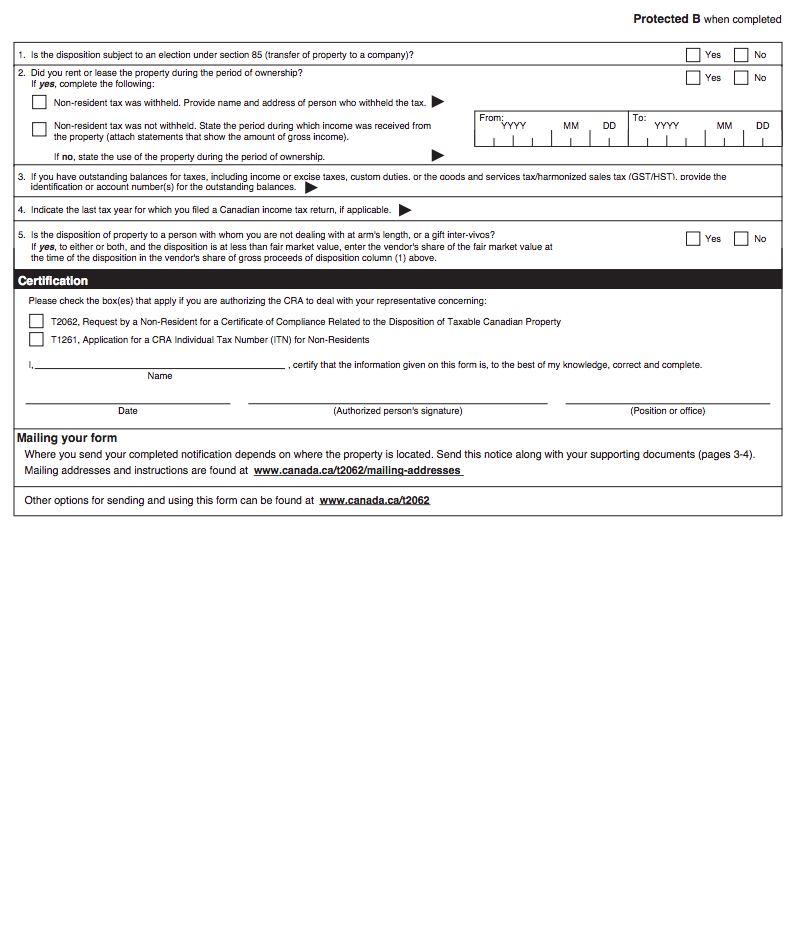 Protected B when completed
1. Is the disposition subject to an election under section 85 (transfer of property to a company)? Yes No
2. Did you rent or lease the property during the period of ownership? Yes No
If yes, complete the following:
Non-resident tax was withheld. Provide name and address of person who withheld the tax.
Non-resident tax was not withheld. State the period during which income was received from
the property (attach statements that show the amount of gross income).
From: YYYY MM DD To: YYYY MM DD
If no, state the use of the property during the period of ownership.
3. If you have outstanding balances for taxes, including income or excise taxes, custom duties, or the goods and services tax/harmonized sales tax (GST/HST), provide the
identification or account number(s) for the outstanding balances.
4. Indicate the last tax year for which you filed a Canadian income tax return, if applicable.
5. Is the disposition of property to a person with whom you are not dealing with at arm's length, or a gift inter-vivos? Yes No
If yes, to either or both, and the disposition is at less than fair market value, enter the vendor's share of the fair market value at
the time of the disposition in the vendor's share of gross proceeds of disposition column (1) above.
Certification
Please check the box(es) that apply if you are authorizing the CRA to deal with your representative concerning:
T2062, Request by a Non-Resident for a Certificate of Compliance Related to the Disposition of Taxable Canadian Property
T1261, Application for a CRA Individual Tax Number (ITN) for Non-Residents
I, , certify that the information given on this form is, to the best of my knowledge, correct and complete.
Name
Date (Authorized person's signature) (Position or office)
Mailing your form
Where you send your completed notification depends on where the property is located. Send this notice along with your supporting documents (pages 3-4).
Mailing addresses and instructions are found at www.canada.ca/t2062/mailing-addresses
Other options for sending and using this form can be found at www.canada.ca/t2062